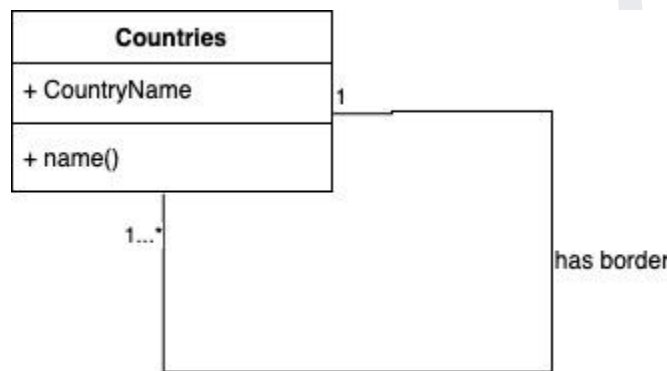 Countries
+ CountryName
1
+ name()
1...*
has border